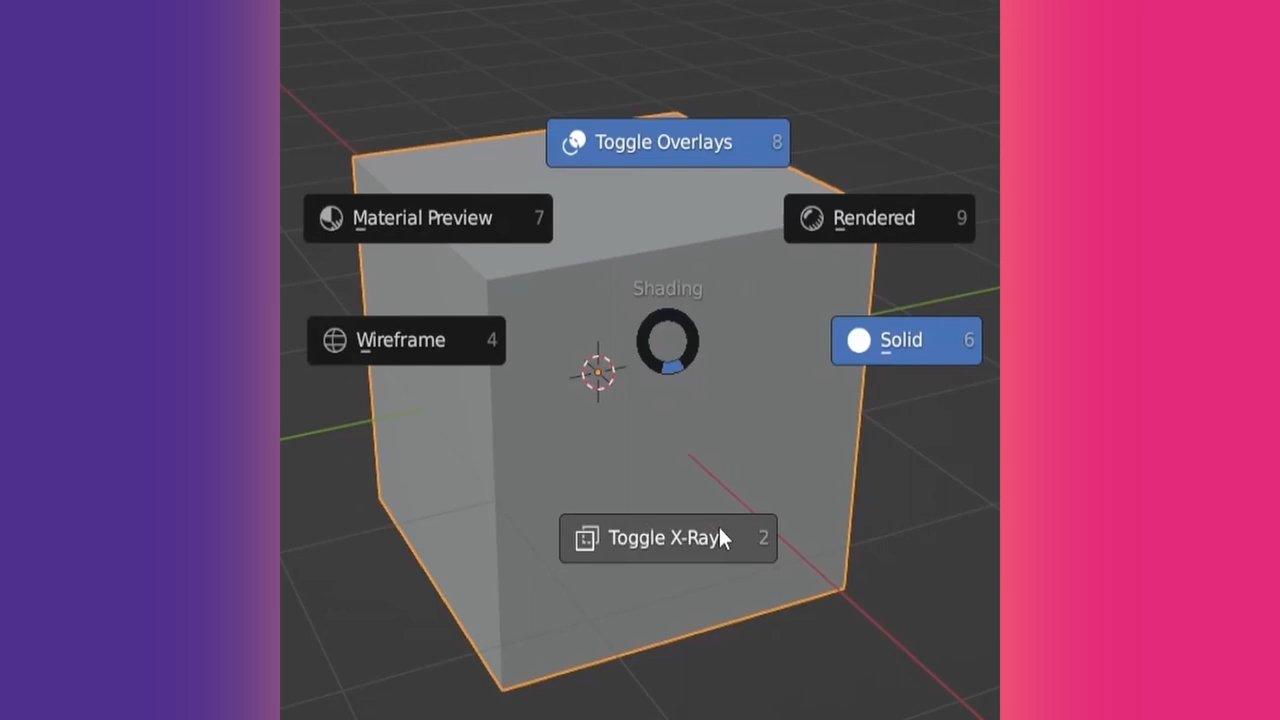 Toggle Overlays 8
Material Preview 7
Rendered 9
Shading
Wireframe 4
Solid 6
Toggle X-Ray 2